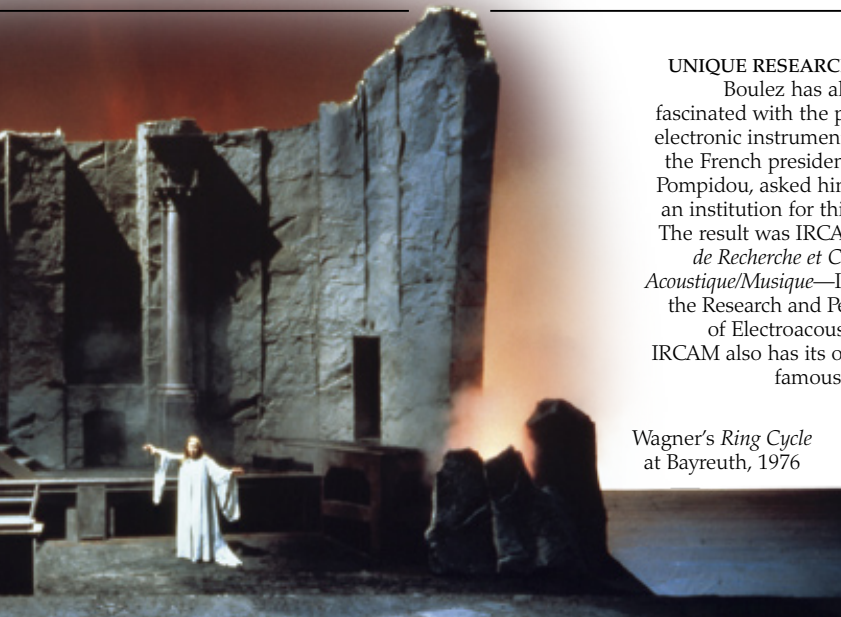 UNIQUE RESEARC
Boulez has al
fascinated with the p
electronic instrumen
the French presiden
Pompidou, asked him
an institution for thi
The result was IRCA
de Recherche et C
Acoustique/Musique—I
the Research and Pe
of Electroacous
IRCAM also has its o
famous
Wagner's Ring Cycle
at Bayreuth, 1976